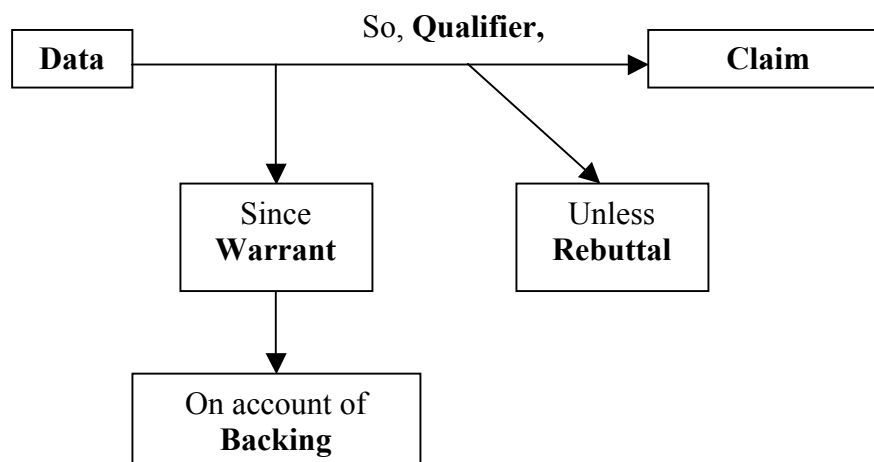 So, Qualifier,
Data
Claim
Since
Warrant
Unless
Rebuttal
On account of
Backing